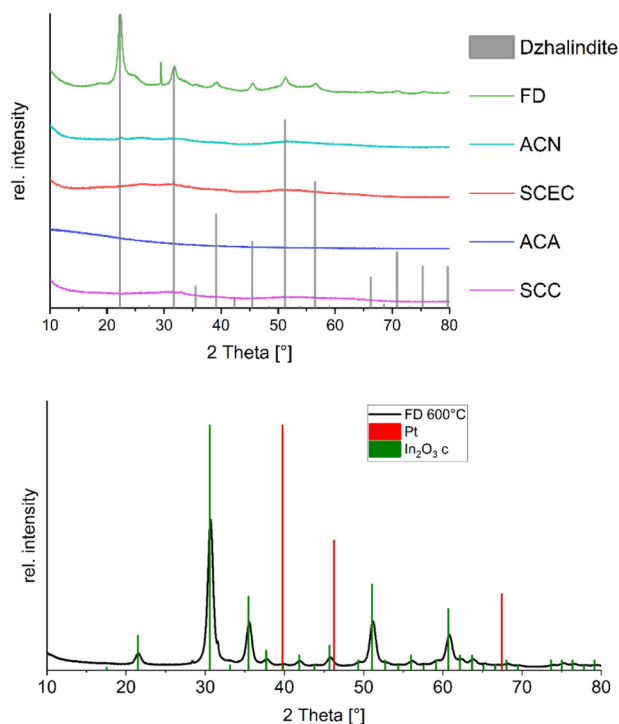 rel. intensity
Dzhalindite
FD
ACN
SCEC
ACA
SCC
10 20 30 40 50 60 70 80
2 Theta [°]
rel. intensity
FD 600°C
Pt
In₂O₃ c
10 20 30 40 50 60 70 80
2 Theta [°]